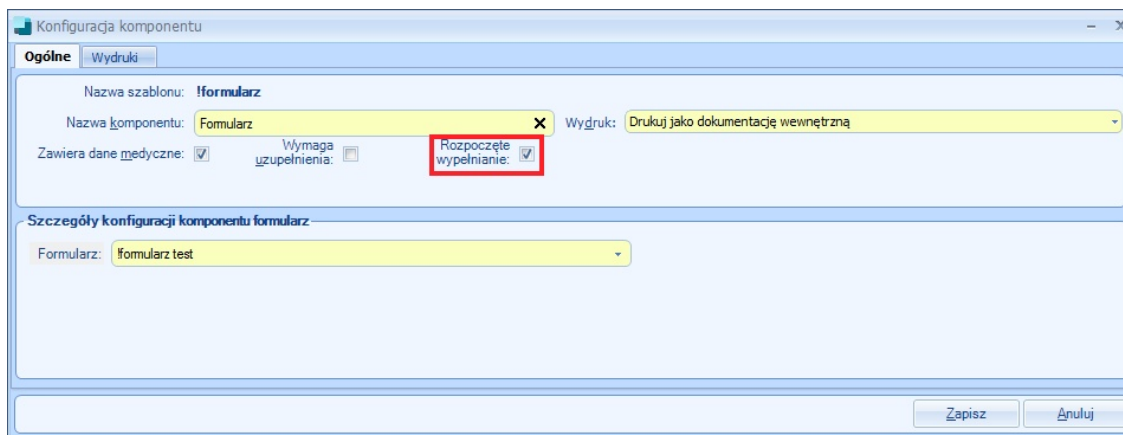 Konfiguracja komponentu
Ogólne Wydruki
Nazwa szablonu: !formularz
Nazwa komponentu: Formularz Wydruk: Drukuj jako dokumentację wewnętrzną
Zawiera dane medyczne: Wymaga uzupełnienia: Rozpoczęte wypełnianie:
Szczegóły konfiguracji komponentu formularz
Formularz: !formularz test
Zapisz Anuluj